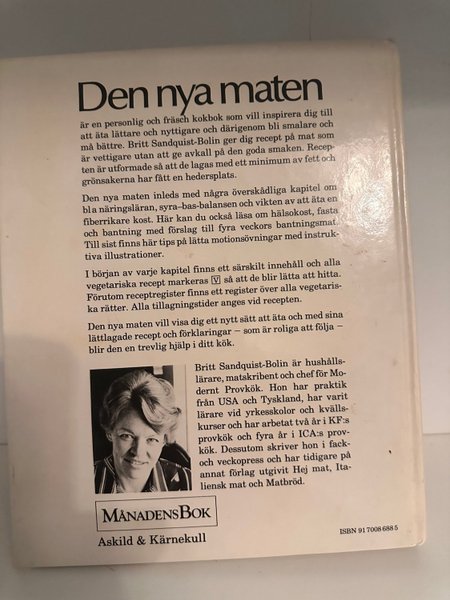 Den nya maten
är en personlig och fräsch kokbok som vill inspirera dig till
att äta lättare och nyttigare och därigenom bli smalare och
må bättre. Britt Sandquist-Bolin ger dig recept på mat som
är vettigare utan att ge avkall på den goda smaken. Recep-
ten är utformade så att de lagas med ett minimum av fett och
grönsakerna har fått en hedersplats.
Den nya maten inleds med några överskådliga kapitel om
bl a näringsläran, syra–bas-balansen och vikten av att äta en
fiberrikare kost. Här kan du också läsa om hälsokost, fasta
och bantning med förslag till fyra veckors bantningsmat.
Till sist finns här tips på lätta motionsövningar med instruk-
tiva illustrationer.
I början av varje kapitel finns ett särskilt innehåll och alla
vegetariska recept markeras V så att de blir lätta att hitta.
Förutom receptregister finns ett register över alla vegetaris-
ka rätter. Alla tillagningstider anges vid recepten.
Den nya maten vill visa dig ett nytt sätt att äta och med sina
lättlagade recept och förklaringar – som är roliga att följa –
blir den en trevlig hjälp i ditt kök.
Britt Sandquist-Bolin är hushålls-
lärare, matskribent och chef för Mo-
dernt Provkök. Hon har praktik
från USA och Tyskland, har varit
lärare vid yrkesskolor och kvälls-
kurser och har arbetat två år i KF:s
provkök och fyra år i ICA:s prov-
kök. Dessutom skriver hon i fack-
och veckopress och har tidigare på
annat förlag utgivit Hej mat, Ita-
liensk mat och Matbröd.
MÅNADENSBOK
Askild & Kärnekull
ISBN 91 7008 688 5